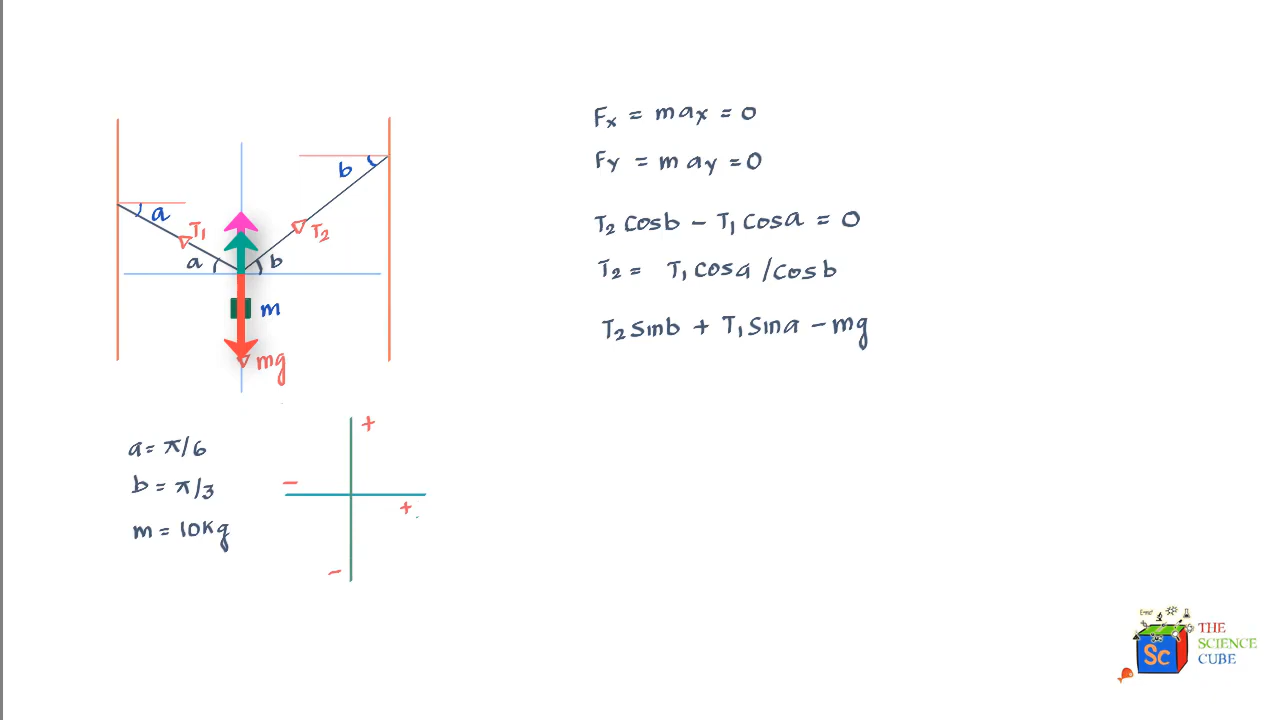 Fx = max = 0
Fy = may = 0
T2 cosb - T1 cosa = 0
T2 = T1 cosa / cosb
T2 sinb + T1 sina - mg
b
a
T1
T2
a
b
m
mg
a = π/6
b = π/3
m = 10kg
+
-
+
-
E=mc²
Sc
THE
SCIENCE
CUBE